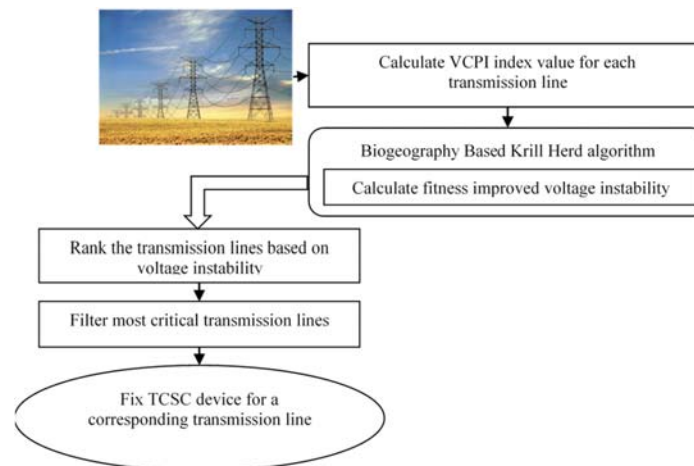 Calculate VCPI index value for each
transmission line
Biogeography Based Krill Herd algorithm
Calculate fitness improved voltage instability
Rank the transmission lines based on
voltage instability
Filter most critical transmission lines
Fix TCSC device for a
corresponding transmission line